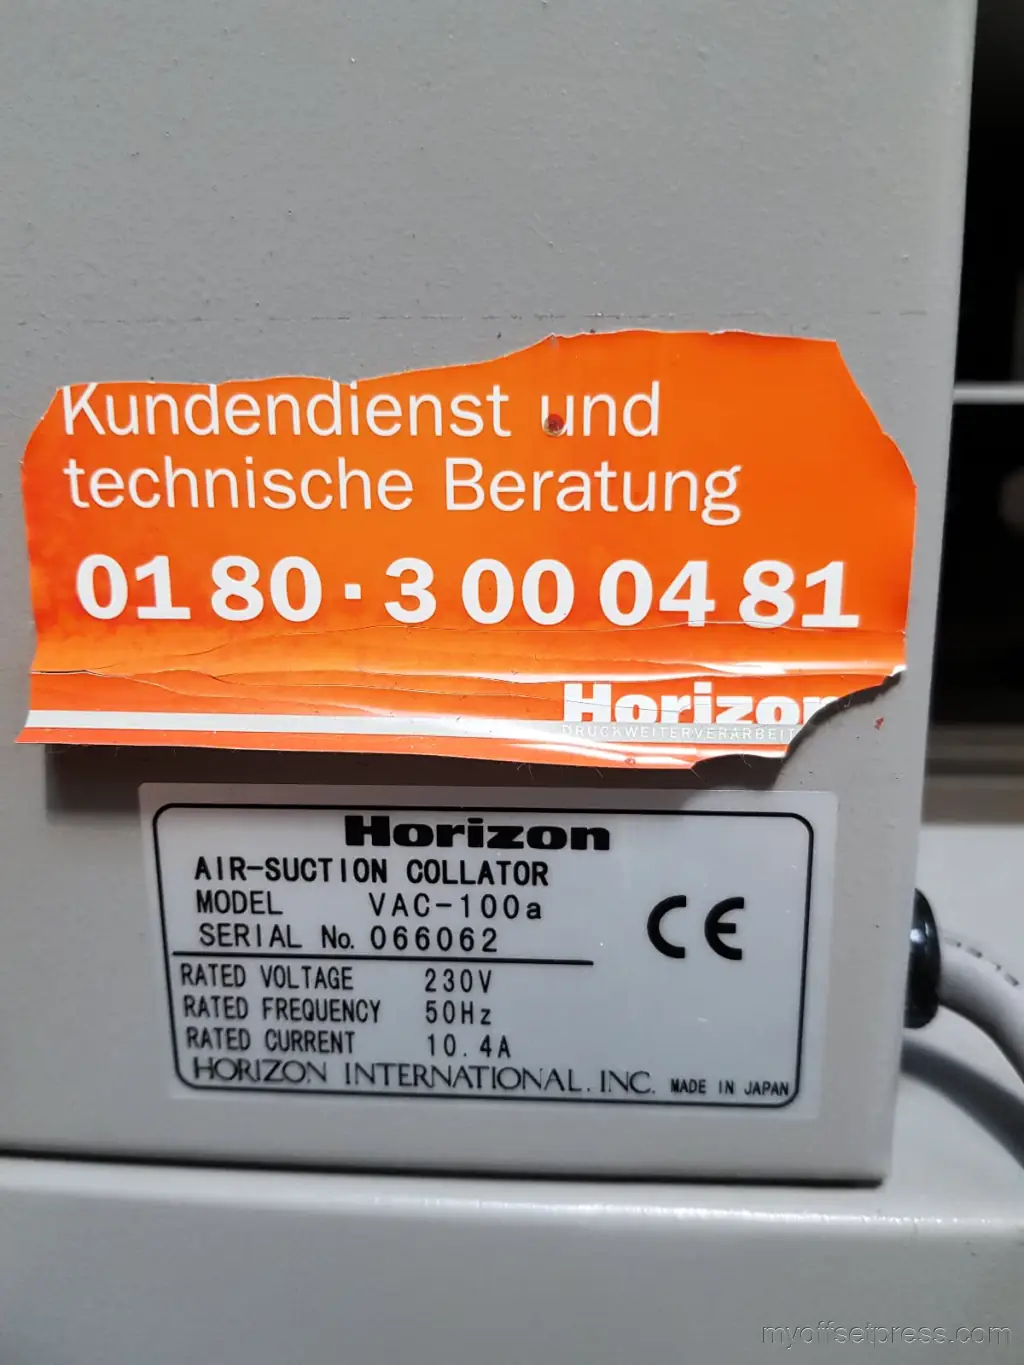 Kundendienst und
technische Beratung
01 80 · 3 00 04 81
Horizon
DRUCKWEITERVERARBEIT
Horizon
AIR-SUCTION COLLATOR
MODEL VAC-100a
SERIAL No. 066062
RATED VOLTAGE 230V
RATED FREQUENCY 50Hz
RATED CURRENT 10.4A
HORIZON INTERNATIONAL. INC. MADE IN JAPAN
CE
myoffsetpress.com